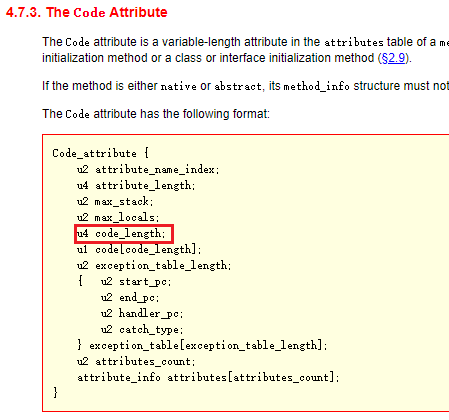 4.7.3. The Code Attribute
The Code attribute is a variable-length attribute in the attributes table of a
initialization method or a class or interface initialization method (§2.9).
If the method is either native or abstract, its method_info structure must not
The Code attribute has the following format:
Code_attribute {
u2 attribute_name_index;
u4 attribute_length;
u2 max_stack;
u2 max_locals;
u4 code_length;
u1 code[code_length];
u2 exception_table_length;
{ u2 start_pc;
u2 end_pc;
u2 handler_pc;
u2 catch_type;
} exception_table[exception_table_length];
u2 attributes_count;
attribute_info attributes[attributes_count];
}